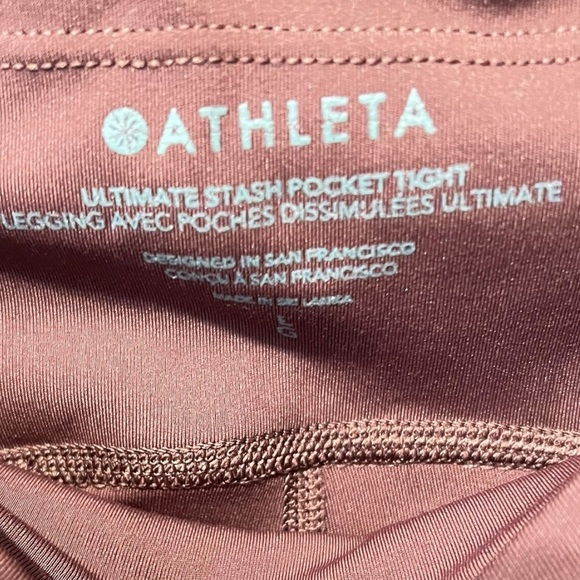 ATHLETA
ULTIMATE STASH POCKET TIGHT
LEGGING AVEC POCHES DISSIMULEES ULTIMATE
DESIGNED IN SAN FRANCISCO
CONÇU À SAN FRANCISCO
MADE IN SRI LANKA
L
G